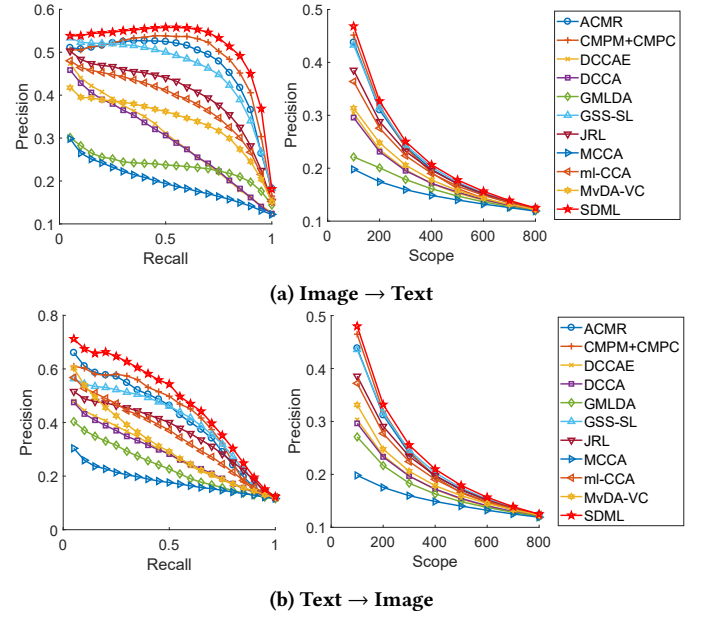 0.6
0.5
0.4
0.3
0.2
0.1
Precision
0 0.5 1
Recall
0.5
0.4
0.3
0.2
0.1
Precision
0 200 400 600 800
Scope
ACMR
CMPM+CMPC
DCCAE
DCCA
GMLDA
GSS-SL
JRL
MCCA
ml-CCA
MvDA-VC
SDML
(a) Image → Text
0.8
0.6
0.4
0.2
0
Precision
0 0.5 1
Recall
0.5
0.4
0.3
0.2
0.1
Precision
0 200 400 600 800
Scope
ACMR
CMPM+CMPC
DCCAE
DCCA
GMLDA
GSS-SL
JRL
MCCA
ml-CCA
MvDA-VC
SDML
(b) Text → Image